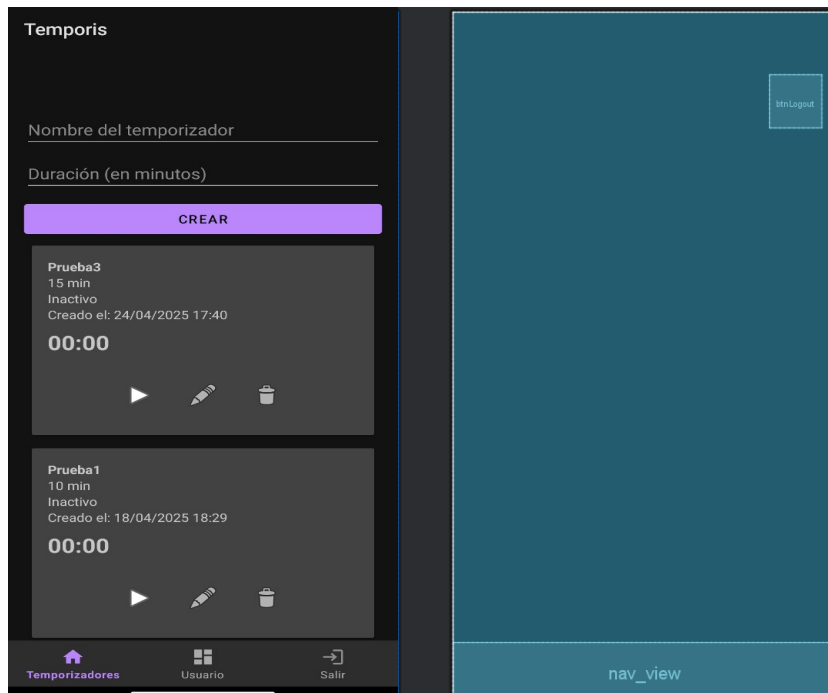 Temporis
Nombre del temporizador
Duración (en minutos)
CREAR
Prueba3
15 min
Inactivo
Creado el: 24/04/2025 17:40
00:00
Prueba1
10 min
Inactivo
Creado el: 18/04/2025 18:29
00:00
Temporizadores
Usuario
Salir
btnLogout
nav_view